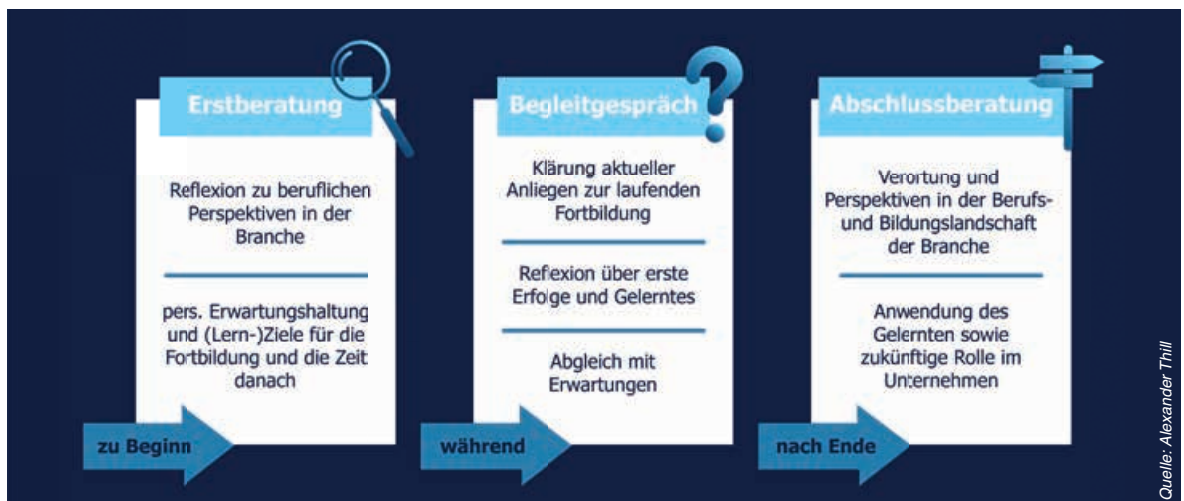 Erstberatung
Reflexion zu beruflichen
Perspektiven in der
Branche
pers. Erwartungshaltung
und (Lern-)Ziele für die
Fortbildung und die Zeit
danach
zu Beginn
Begleitgespräch
Klärung aktueller
Anliegen zur laufenden
Fortbildung
Reflexion über erste
Erfolge und Gelerntes
Abgleich mit
Erwartungen
während
Abschlussberatung
Verortung und
Perspektiven in der Berufs-
und Bildungslandschaft
der Branche
Anwendung des
Gelernten sowie
zukünftige Rolle im
Unternehmen
nach Ende
Quelle: Alexander Thill